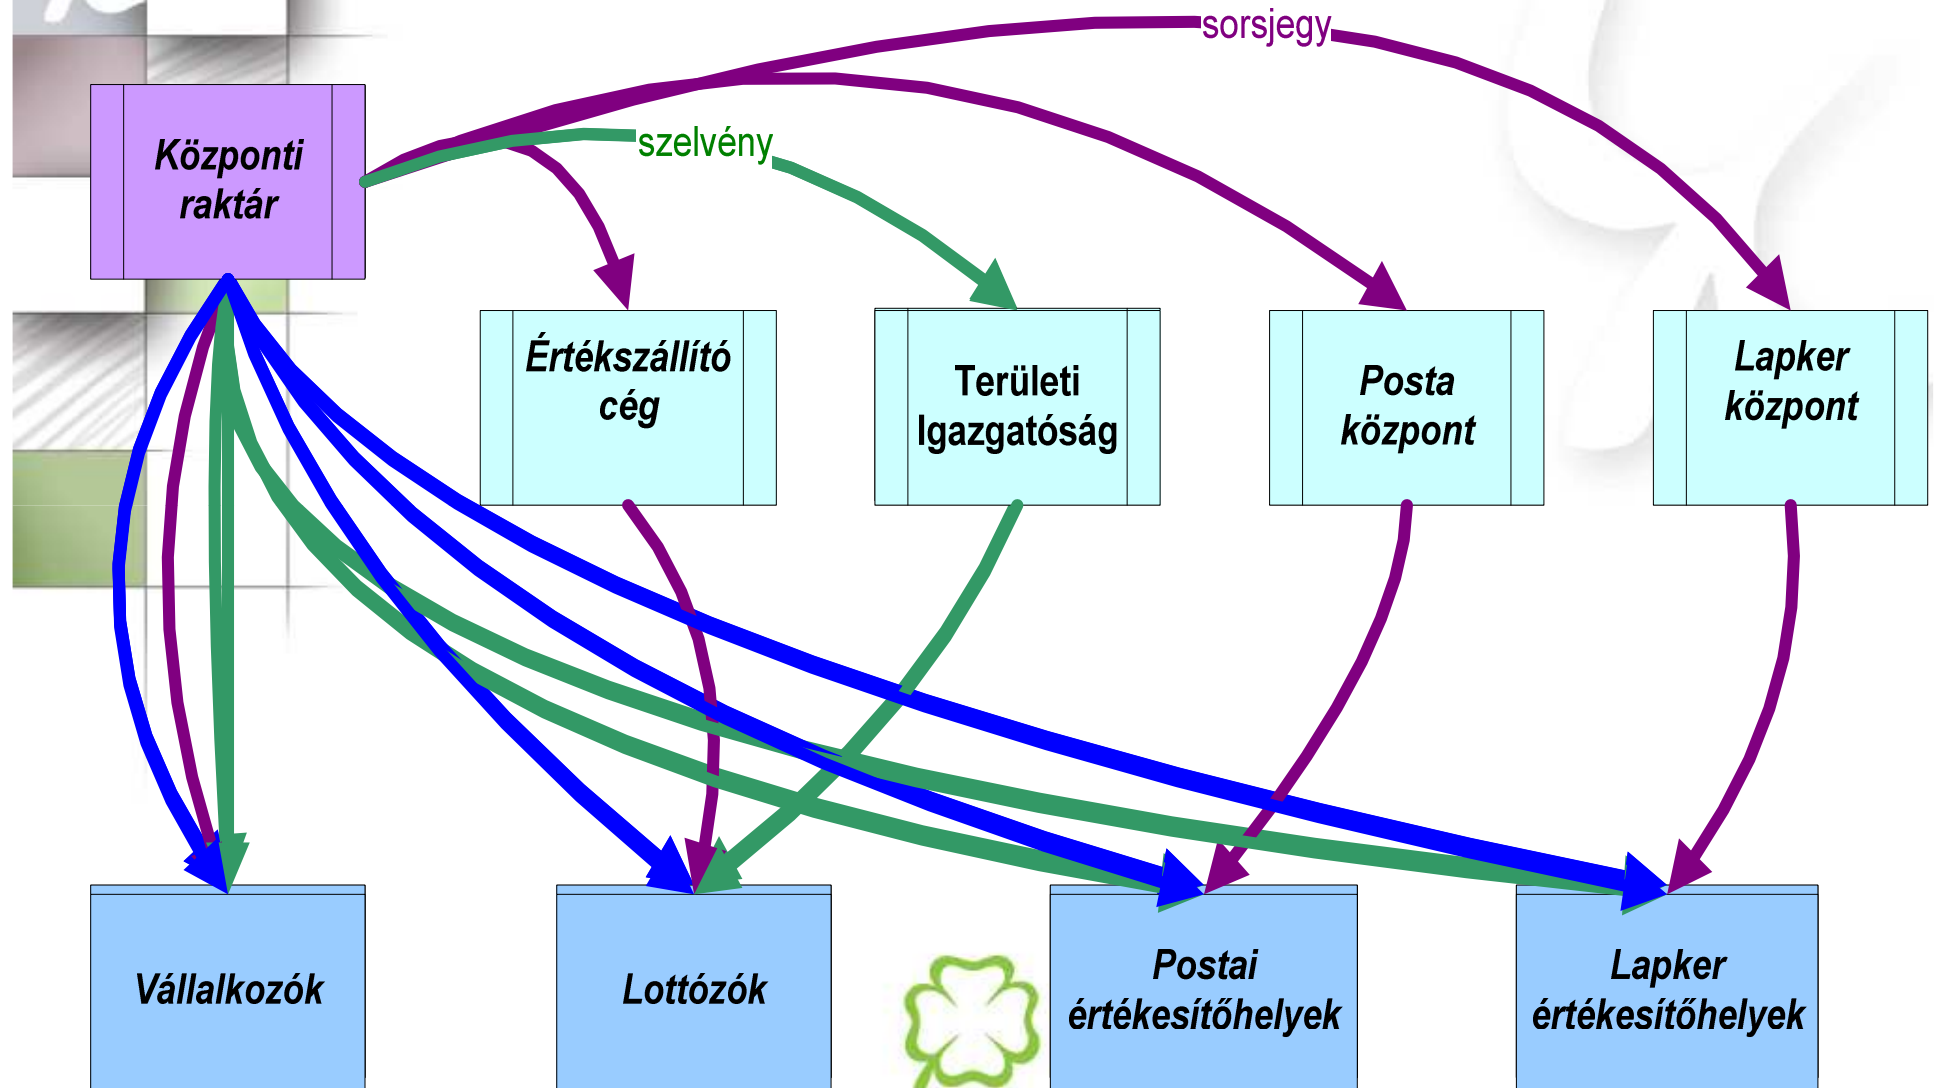 sorsjegy
szelvény
Központi
raktár
Értékszállító
cég
Területi
Igazgatóság
Posta
központ
Lapker
központ
Vállalkozók
Lottózók
Postai
értékesítőhelyek
Lapker
értékesítőhelyek